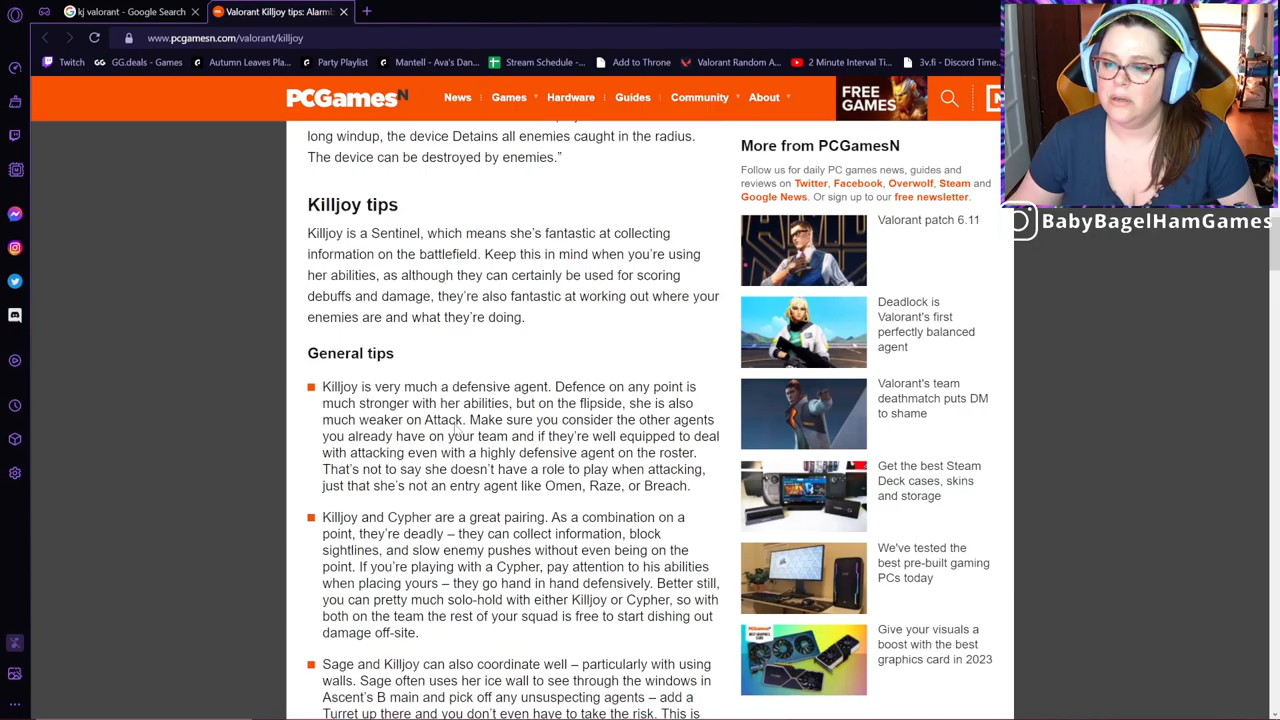 kj valorant - Google Search
Valorant Killjoy tips: Alarmb
www.pcgamesn.com/valorant/killjoy
Twitch
GG.deals - Games
Autumn Leaves Pla...
Party Playlist
Mantell - Ava's Dan...
Stream Schedule -...
Add to Throne
Valorant Random A...
2 Minute Interval Ti...
3v.fi - Discord Time...
PCGamesN
News
Games
Hardware
Guides
Community
About
FREE
GAMES
long windup, the device Detains all enemies caught in the radius.
The device can be destroyed by enemies.”
Killjoy tips
Killjoy is a Sentinel, which means she’s fantastic at collecting
information on the battlefield. Keep this in mind when you’re using
her abilities, as although they can certainly be used for scoring
debuffs and damage, they’re also fantastic at working out where your
enemies are and what they’re doing.
General tips
Killjoy is very much a defensive agent. Defence on any point is
much stronger with her abilities, but on the flipside, she is also
much weaker on Attack. Make sure you consider the other agents
you already have on your team and if they’re well equipped to deal
with attacking even with a highly defensive agent on the roster.
That’s not to say she doesn’t have a role to play when attacking,
just that she’s not an entry agent like Omen, Raze, or Breach.
Killjoy and Cypher are a great pairing. As a combination on a
point, they’re deadly – they can collect information, block
sightlines, and slow enemy pushes without even being on the
point. If you’re playing with a Cypher, pay attention to his abilities
when placing yours – they go hand in hand defensively. Better still,
you can pretty much solo-hold with either Killjoy or Cypher, so with
both on the team the rest of your squad is free to start dishing out
damage off-site.
Sage and Killjoy can also coordinate well – particularly with using
walls. Sage often uses her ice wall to see through the windows in
Ascent’s B main and pick off any unsuspecting agents – add a
Turret up there and you don’t even have to take the risk. This is
More from PCGamesN
Follow us for daily PC games news, guides and
reviews on Twitter, Facebook, Overwolf, Steam and
Google News. Or sign up to our free newsletter.
Valorant patch 6.11
Deadlock is
Valorant's first
perfectly balanced
agent
Valorant's team
deathmatch puts DM
to shame
Get the best Steam
Deck cases, skins
and storage
We've tested the
best pre-built gaming
PCs today
Give your visuals a
boost with the best
graphics card in 2023
BabyBagelHamGames